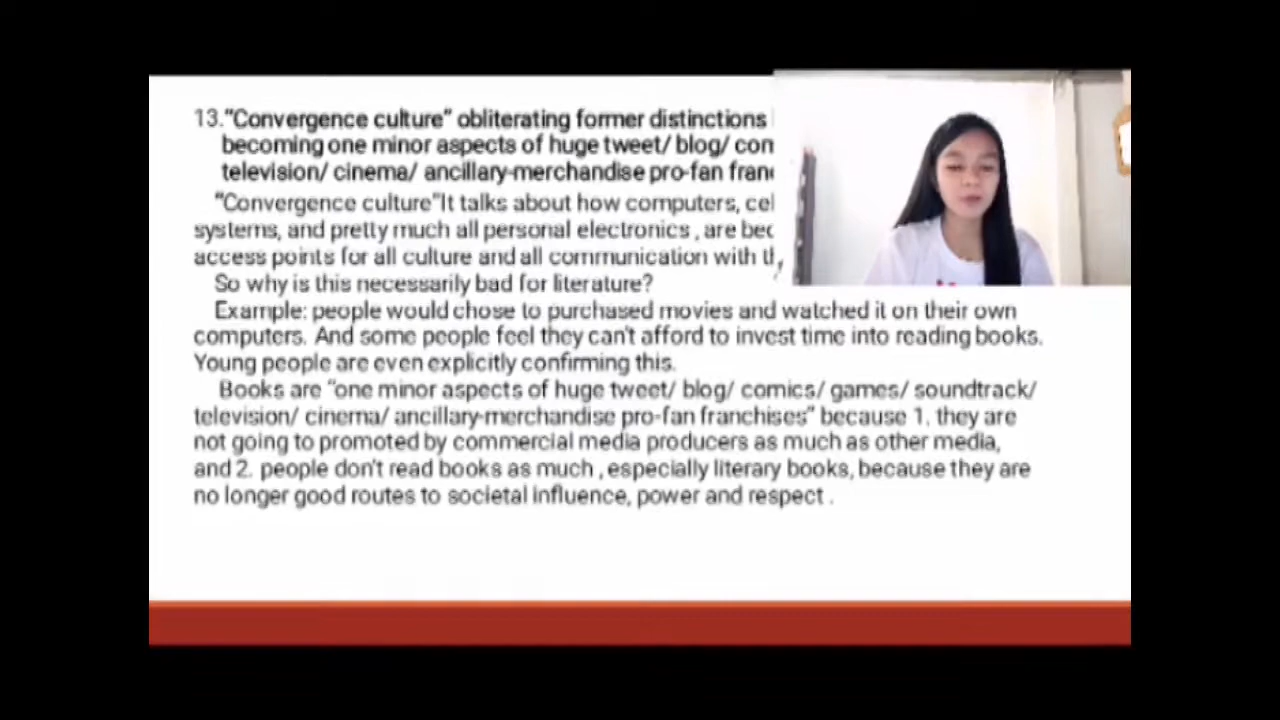 13."Convergence culture" obliterating former distinctions
becoming one minor aspects of huge tweet/ blog/
television/ cinema/ ancillary-merchandise pro-fan
"Convergence culture"It talks about how computers,
systems, and pretty much all personal electronics , are
access points for all culture and all communication with
So why is this necessarily bad for literature?
Example: people would chose to purchased movies and watched it on their own
computers. And some people feel they can't afford to invest time into reading books.
Young people are even explicitly confirming this.
Books are "one minor aspects of huge tweet/ blog/ comics/ games/ soundtrack/
television/ cinema/ ancillary-merchandise pro-fan franchises" because 1. they are
not going to promoted by commercial media producers as much as other media,
and 2. people don't read books as much , especially literary books, because they are
no longer good routes to societal influence, power and respect .